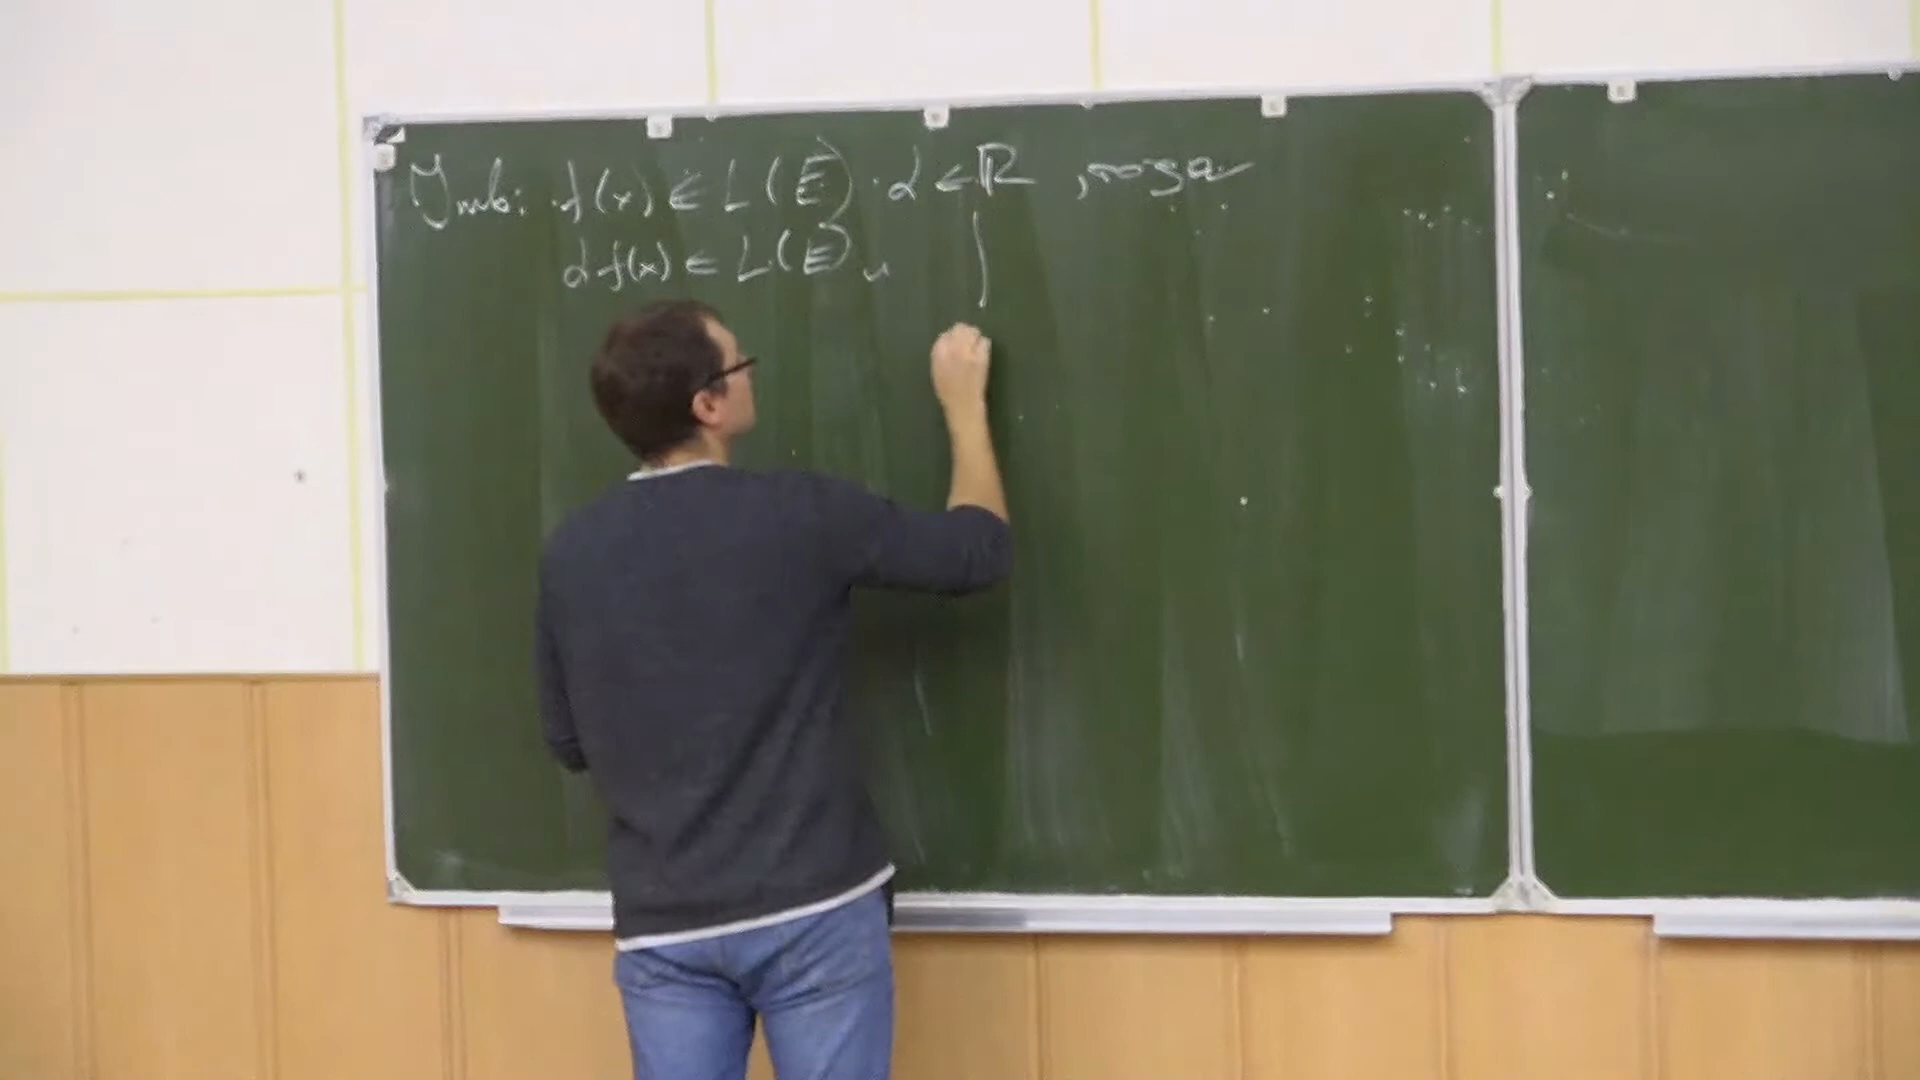 Утв: f(x) ∈ L(E) α ∈ ℝ, тогда
α f(x) ∈ L(E) и ∫